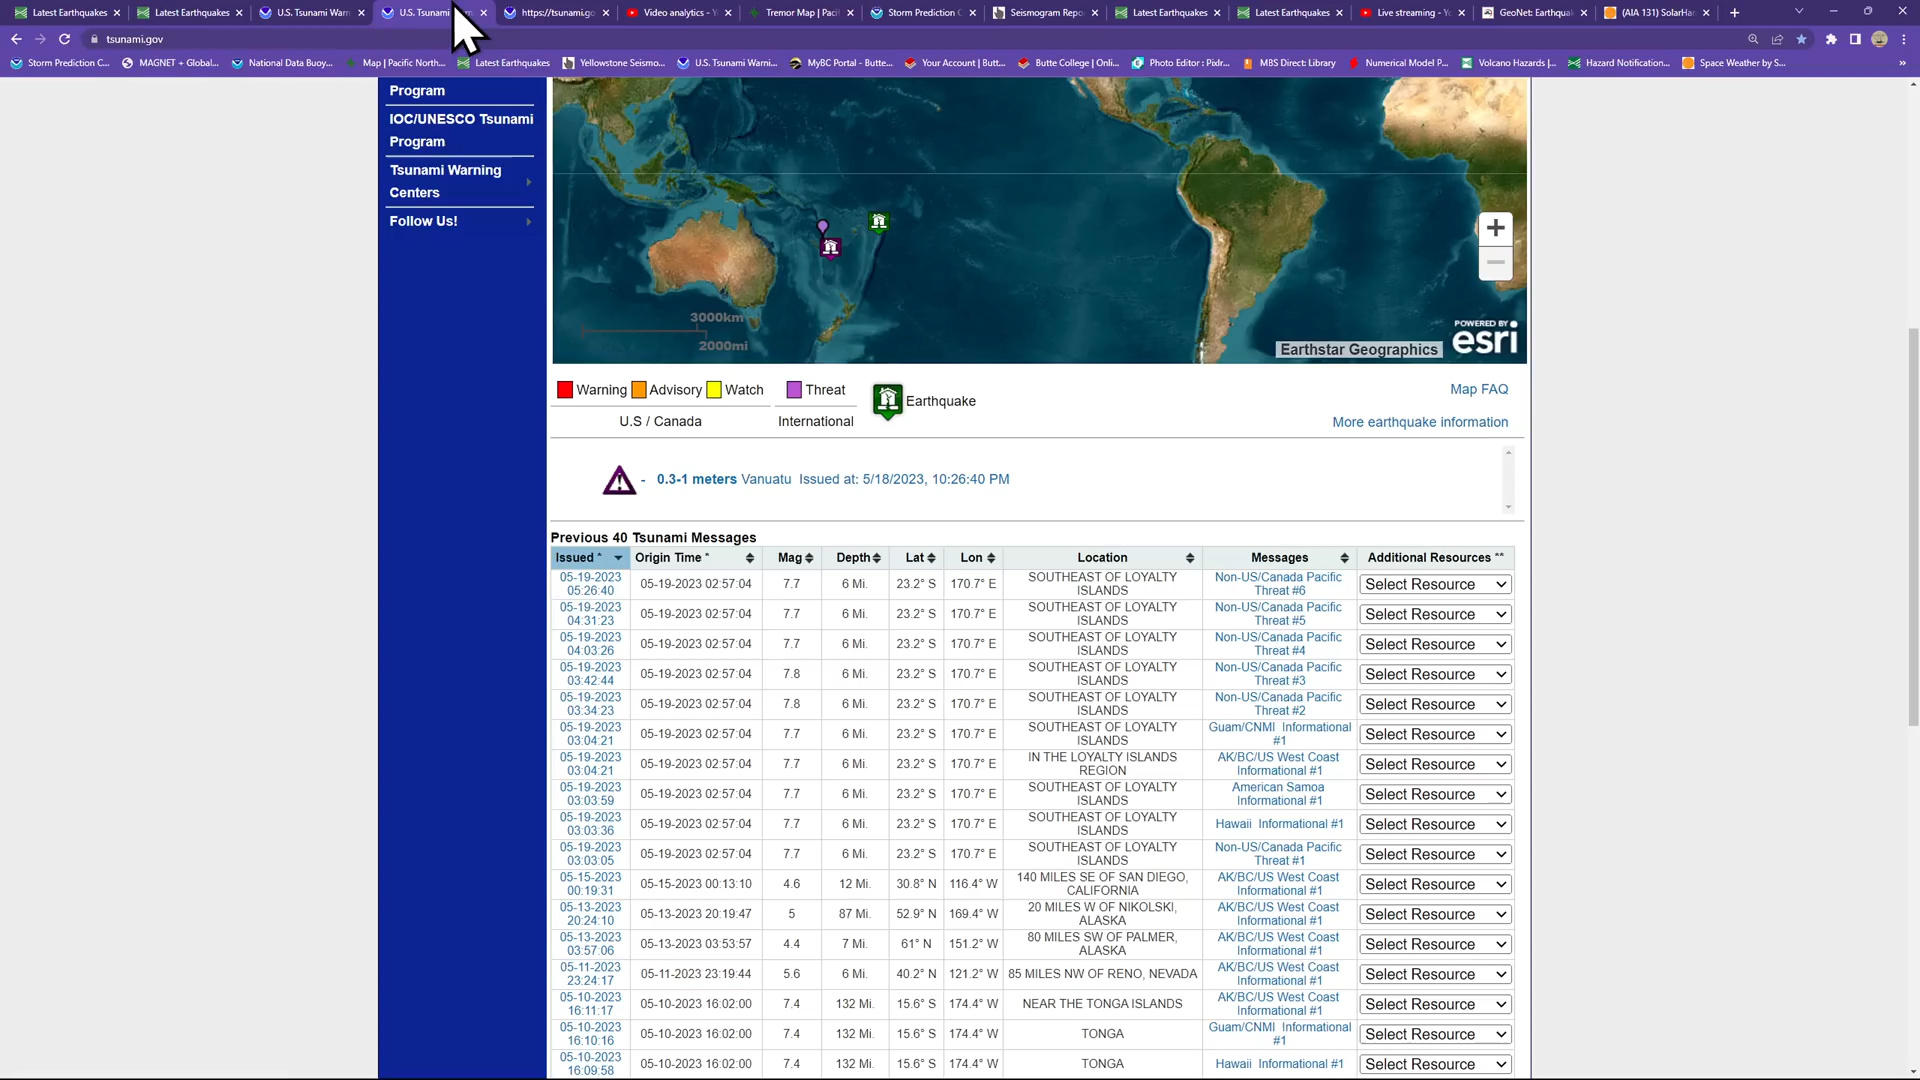 Latest Earthquakes
Latest Earthquakes
U.S. Tsunami Warn
U.S. Tsunami
https://tsunami.go
Video analytics - Y
Tremor Map | Paci
Storm Prediction C
Seismogram Repo
Latest Earthquakes
Latest Earthquakes
Live streaming - Yo
GeoNet: Earthqua
(AIA 131) SolarHa
tsunami.gov
Storm Prediction C...
MAGNET + Global...
National Data Buoy...
Map | Pacific North...
Latest Earthquakes
Yellowstone Seismo...
U.S. Tsunami Warni...
MyBC Portal - Butte...
Your Account | Butt...
Butte College | Onli...
Photo Editor : Pixlr...
MBS Direct Library
Numerical Model P...
Volcano Hazards |...
Hazard Notification...
Space Weather by S...
»
Program
IOC/UNESCO Tsunami
Program
Tsunami Warning
Centers
Follow Us!
+
−
3000km
2000mi
Earthstar Geographics
POWERED BY
esri
Warning Advisory Watch Threat Earthquake
U.S / Canada International
Map FAQ
More earthquake information
- 0.3-1 meters Vanuatu Issued at: 5/18/2023, 10:26:40 PM
Previous 40 Tsunami Messages
Issued * Origin Time * Mag Depth Lat Lon Location Messages Additional Resources **
05-19-2023 05:26:40 05-19-2023 02:57:04 7.7 6 Mi. 23.2° S 170.7° E SOUTHEAST OF LOYALTY ISLANDS Non-US/Canada Pacific Threat #6 Select Resource
05-19-2023 04:31:23 05-19-2023 02:57:04 7.7 6 Mi. 23.2° S 170.7° E SOUTHEAST OF LOYALTY ISLANDS Non-US/Canada Pacific Threat #5 Select Resource
05-19-2023 04:03:26 05-19-2023 02:57:04 7.7 6 Mi. 23.2° S 170.7° E SOUTHEAST OF LOYALTY ISLANDS Non-US/Canada Pacific Threat #4 Select Resource
05-19-2023 03:42:44 05-19-2023 02:57:04 7.8 6 Mi. 23.2° S 170.7° E SOUTHEAST OF LOYALTY ISLANDS Non-US/Canada Pacific Threat #3 Select Resource
05-19-2023 03:34:23 05-19-2023 02:57:04 7.8 6 Mi. 23.2° S 170.7° E SOUTHEAST OF LOYALTY ISLANDS Non-US/Canada Pacific Threat #2 Select Resource
05-19-2023 03:04:21 05-19-2023 02:57:04 7.7 6 Mi. 23.2° S 170.7° E SOUTHEAST OF LOYALTY ISLANDS Guam/CNMI Informational #1 Select Resource
05-19-2023 03:04:21 05-19-2023 02:57:04 7.7 6 Mi. 23.2° S 170.7° E IN THE LOYALTY ISLANDS REGION AK/BC/US West Coast Informational #1 Select Resource
05-19-2023 03:03:59 05-19-2023 02:57:04 7.7 6 Mi. 23.2° S 170.7° E SOUTHEAST OF LOYALTY ISLANDS American Samoa Informational #1 Select Resource
05-19-2023 03:03:36 05-19-2023 02:57:04 7.7 6 Mi. 23.2° S 170.7° E SOUTHEAST OF LOYALTY ISLANDS Hawaii Informational #1 Select Resource
05-19-2023 03:03:05 05-19-2023 02:57:04 7.7 6 Mi. 23.2° S 170.7° E SOUTHEAST OF LOYALTY ISLANDS Non-US/Canada Pacific Threat #1 Select Resource
05-15-2023 00:19:31 05-15-2023 00:13:10 4.6 12 Mi. 30.8° N 116.4° W 140 MILES SE OF SAN DIEGO, CALIFORNIA AK/BC/US West Coast Informational #1 Select Resource
05-13-2023 20:24:10 05-13-2023 20:19:47 5 87 Mi. 52.9° N 169.4° W 20 MILES W OF NIKOLSKI, ALASKA AK/BC/US West Coast Informational #1 Select Resource
05-13-2023 03:57:06 05-13-2023 03:53:57 4.4 7 Mi. 61° N 151.2° W 80 MILES SW OF PALMER, ALASKA AK/BC/US West Coast Informational #1 Select Resource
05-11-2023 23:24:17 05-11-2023 23:19:44 5.6 6 Mi. 40.2° N 121.2° W 85 MILES NW OF RENO, NEVADA AK/BC/US West Coast Informational #1 Select Resource
05-10-2023 16:11:17 05-10-2023 16:02:00 7.4 132 Mi. 15.6° S 174.4° W NEAR THE TONGA ISLANDS AK/BC/US West Coast Informational #1 Select Resource
05-10-2023 16:10:16 05-10-2023 16:02:00 7.4 132 Mi. 15.6° S 174.4° W TONGA Guam/CNMI Informational #1 Select Resource
05-10-2023 16:09:58 05-10-2023 16:02:00 7.4 132 Mi. 15.6° S 174.4° W TONGA Hawaii Informational #1 Select Resource